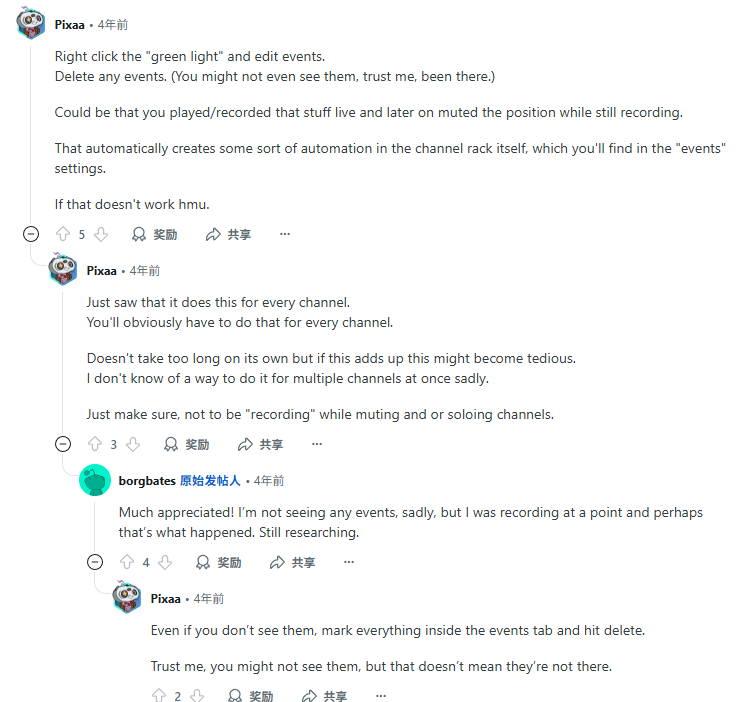 Pixaa • 4年前
Right click the "green light" and edit events.
Delete any events. (You might not even see them, trust me, been there.)
Could be that you played/recorded that stuff live and later on muted the position while still recording.
That automatically creates some sort of automation in the channel rack itself, which you'll find in the "events"
settings.
If that doesn't work hmu.
5 奖励 共享 ...
Pixaa • 4年前
Just saw that it does this for every channel.
You'll obviously have to do that for every channel.
Doesn't take too long on its own but if this adds up this might become tedious.
I don't know of a way to do it for multiple channels at once sadly.
Just make sure, not to be "recording" while muting and or soloing channels.
3 奖励 共享 ...
borgbates 原始发帖人 • 4年前
Much appreciated! I’m not seeing any events, sadly, but I was recording at a point and perhaps
that’s what happened. Still researching.
4 奖励 共享 ...
Pixaa • 4年前
Even if you don’t see them, mark everything inside the events tab and hit delete.
Trust me, you might not see them, but that doesn’t mean they’re not there.
2 奖励 共享 ...